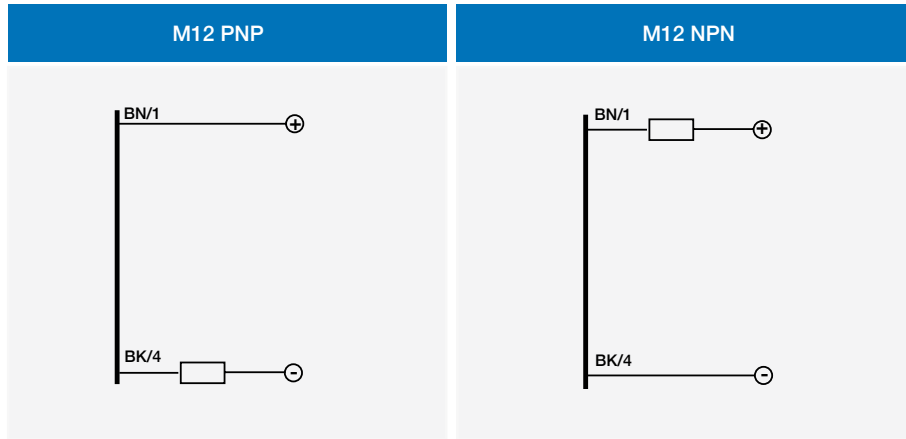 M12 PNP
M12 NPN
BN/1
+
BK/4
-
BN/1
+
BK/4
-